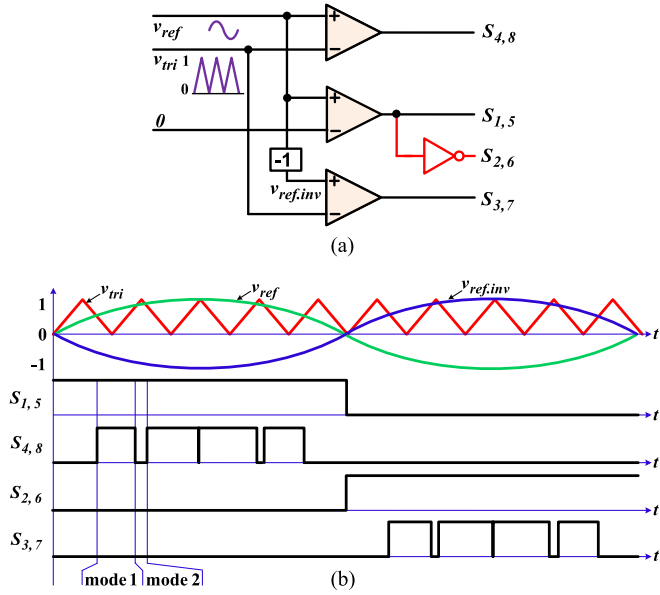 v_ref
+
−
S_4,8
v_tri
1
0
+
−
S_1,5
0
S_2,6
-1
v_ref.inv
+
−
S_3,7
(a)
v_tri
v_ref
v_ref.inv
1
0
t
-1
S_1,5
t
S_4,8
t
S_2,6
t
S_3,7
t
mode 1
mode 2
(b)